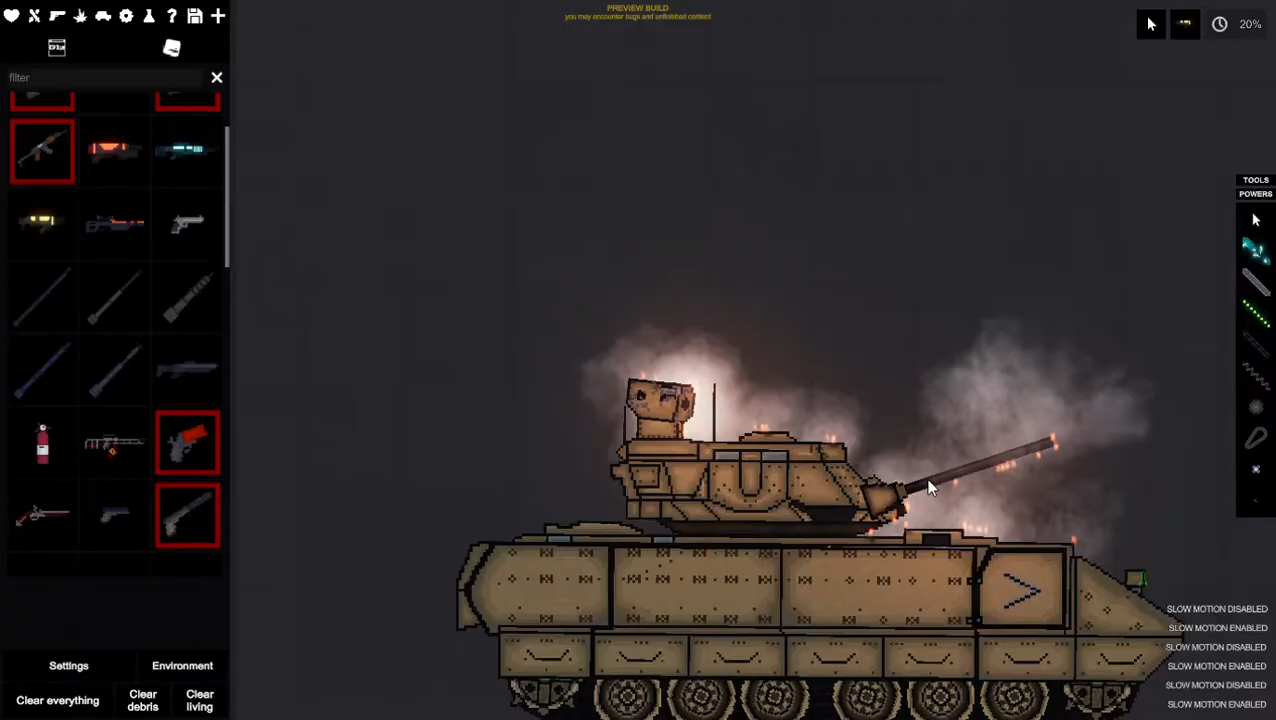 PREVIEW BUILD
you may encounter bugs and unfinished content
20%
filter
TOOLS
POWERS
SLOW MOTION DISABLED
SLOW MOTION ENABLED
SLOW MOTION DISABLED
SLOW MOTION ENABLED
SLOW MOTION DISABLED
SLOW MOTION ENABLED
Settings
Environment
Clear everything
Clear debris
Clear living